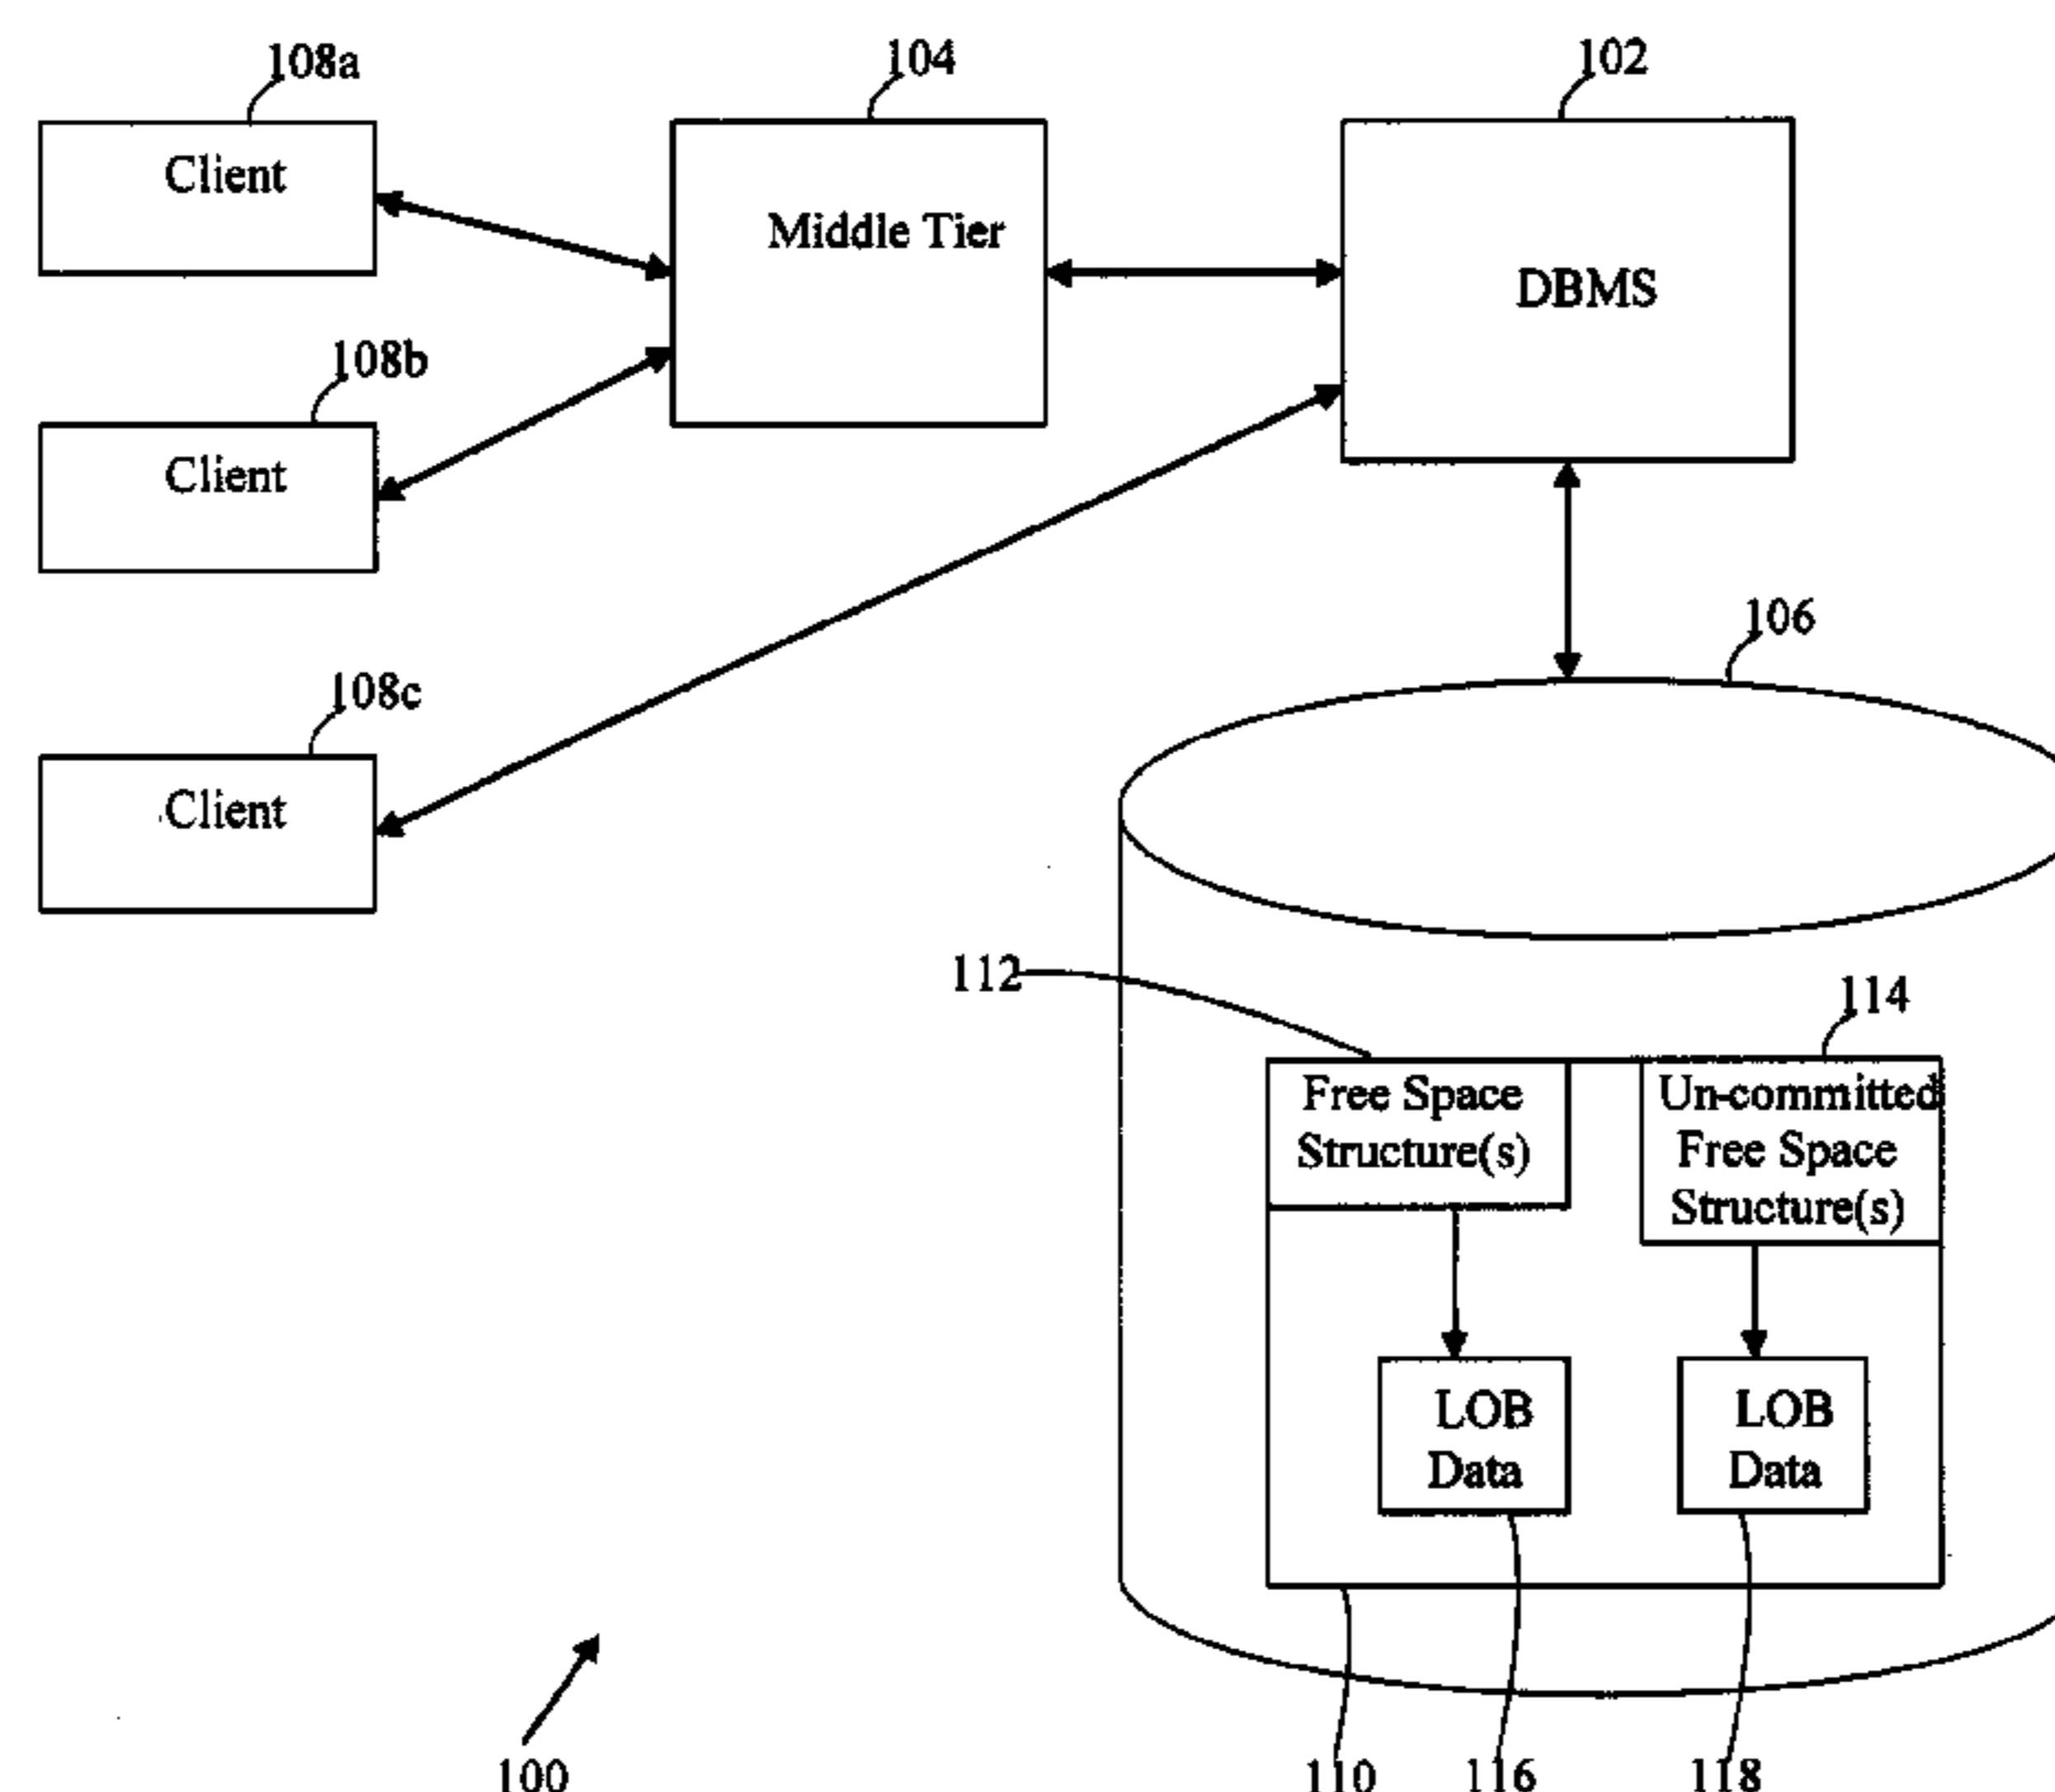 108a
104
102
Client
Middle Tier
DBMS
108b
Client
106
108c
Client
112
114
Free Space
Structure(s)
Un-committed
Free Space
Structure(s)
LOB
Data
LOB
Data
100
110
116
118